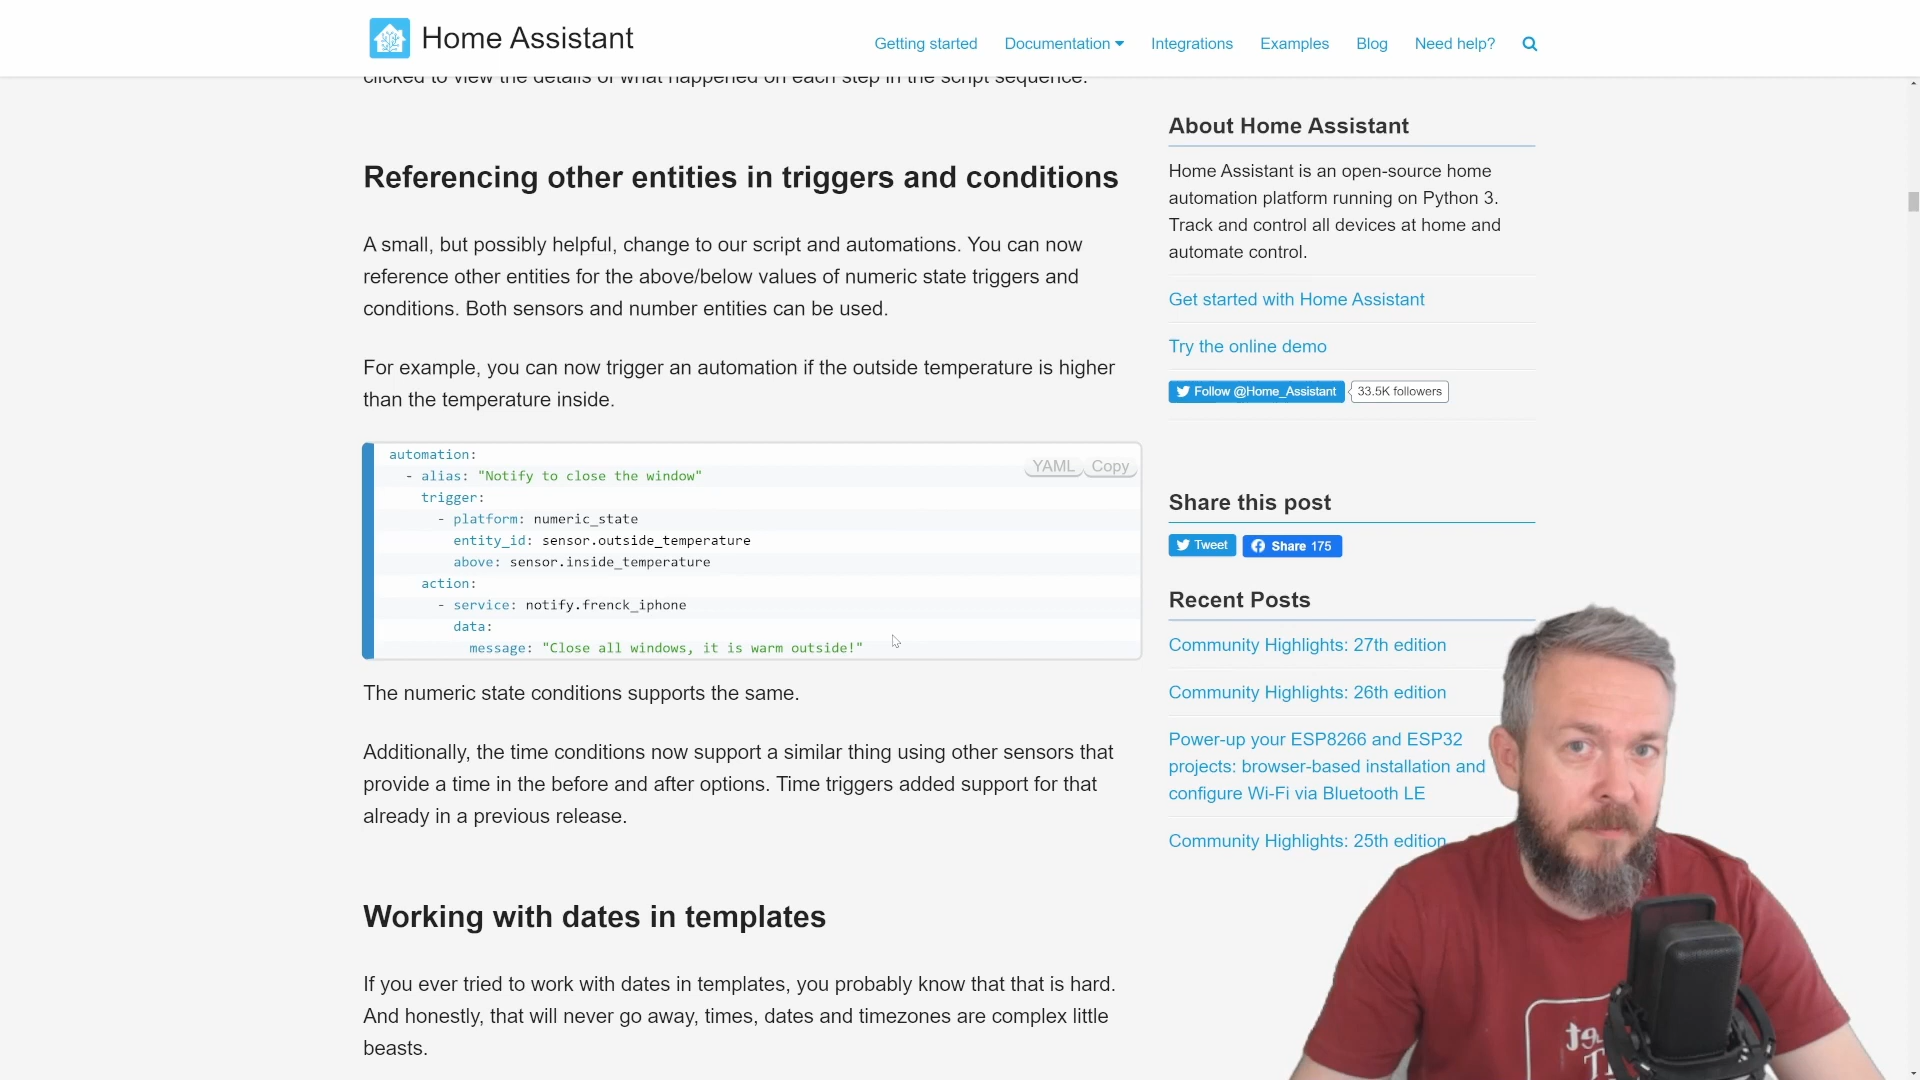 Home Assistant
Getting started
Documentation
Integrations
Examples
Blog
Need help?
clicked to view the details of what happened on each step in the script sequence.
Referencing other entities in triggers and conditions
A small, but possibly helpful, change to our script and automations. You can now
reference other entities for the above/below values of numeric state triggers and
conditions. Both sensors and number entities can be used.
For example, you can now trigger an automation if the outside temperature is higher
than the temperature inside.
YAML Copy
automation:
- alias: "Notify to close the window"
trigger:
- platform: numeric_state
entity_id: sensor.outside_temperature
above: sensor.inside_temperature
action:
- service: notify.frenck_iphone
data:
message: "Close all windows, it is warm outside!"
The numeric state conditions supports the same.
Additionally, the time conditions now support a similar thing using other sensors that
provide a time in the before and after options. Time triggers added support for that
already in a previous release.
Working with dates in templates
If you ever tried to work with dates in templates, you probably know that that is hard.
And honestly, that will never go away, times, dates and timezones are complex little
beasts.
About Home Assistant
Home Assistant is an open-source home
automation platform running on Python 3.
Track and control all devices at home and
automate control.
Get started with Home Assistant
Try the online demo
Follow @Home_Assistant
33.5K followers
Share this post
Tweet
Share 175
Recent Posts
Community Highlights: 27th edition
Community Highlights: 26th edition
Power-up your ESP8266 and ESP32
projects: browser-based installation and
configure Wi-Fi via Bluetooth LE
Community Highlights: 25th edition